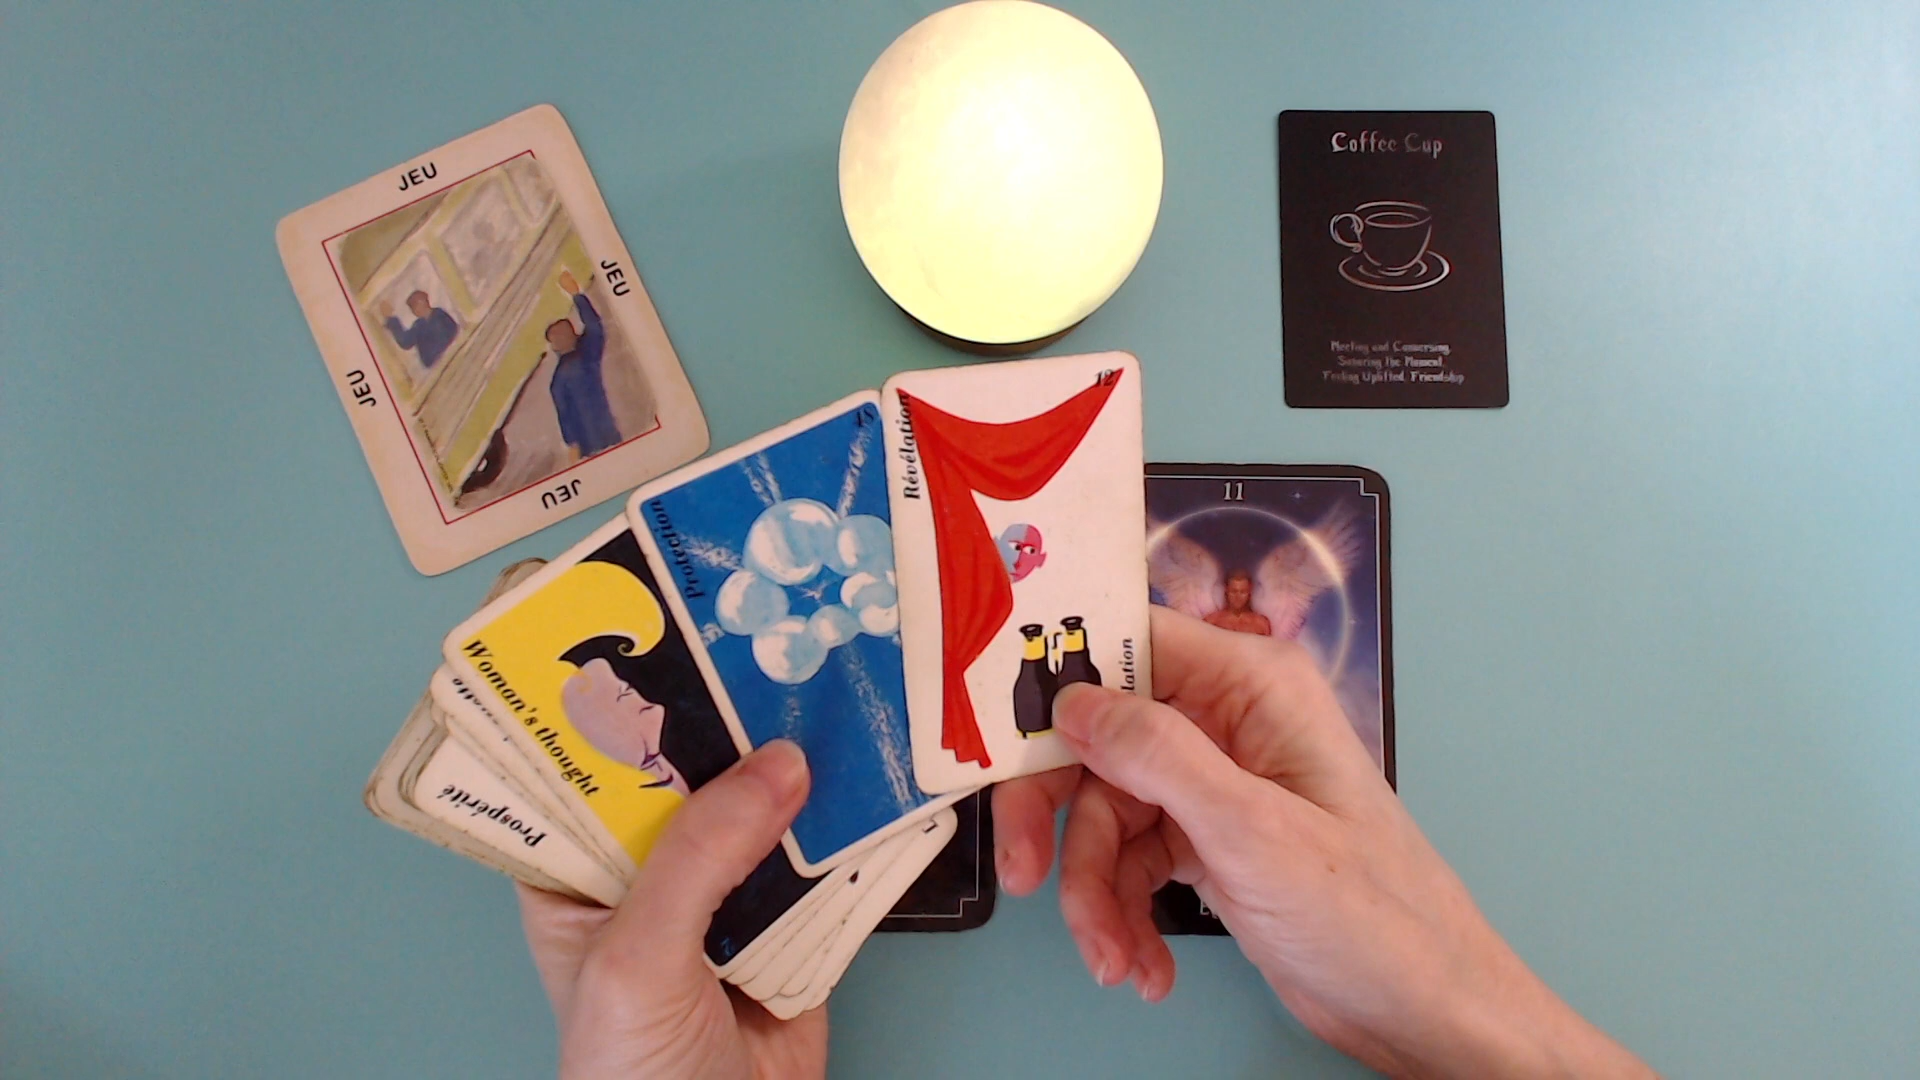 JEU
JEU
JEU
JEU
Coffee Cup
Meeting and Conversing,
Savoring the Moment,
Feeling Uplifted, Friendship
12
Révélation
lation
Protection
Woman's thought
Prospérité
11